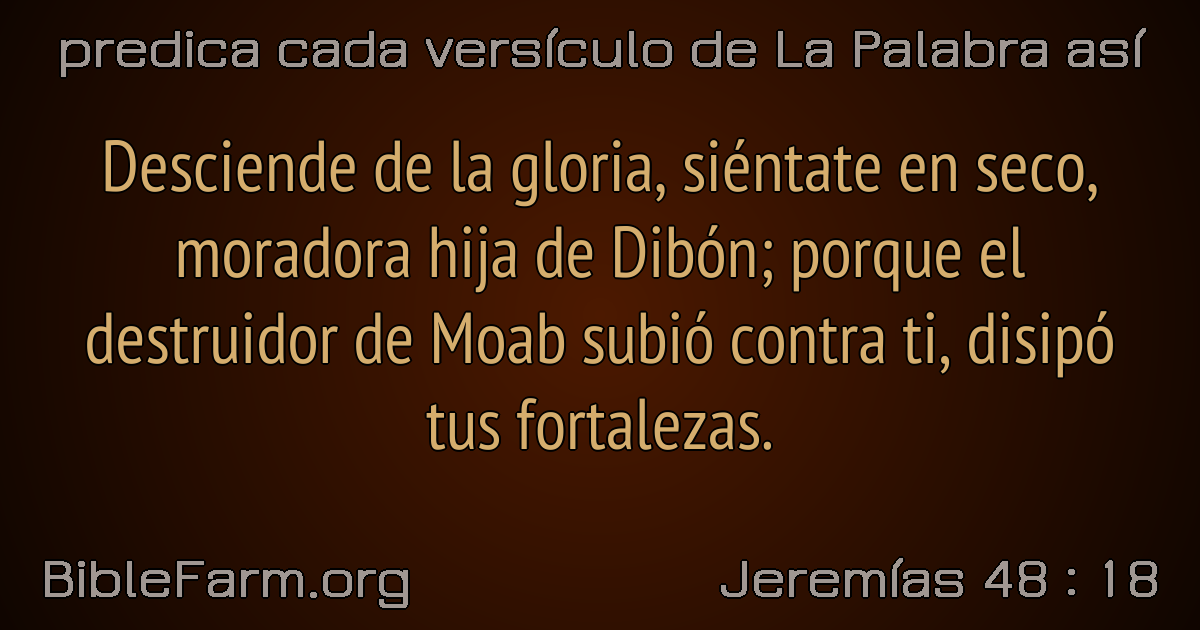 predica cada versículo de La Palabra así
Desciende de la gloria, siéntate en seco,
moradora hija de Dibón; porque el
destruidor de Moab subió contra ti, disipó
tus fortalezas.
BibleFarm.org
Jeremías 48 : 18